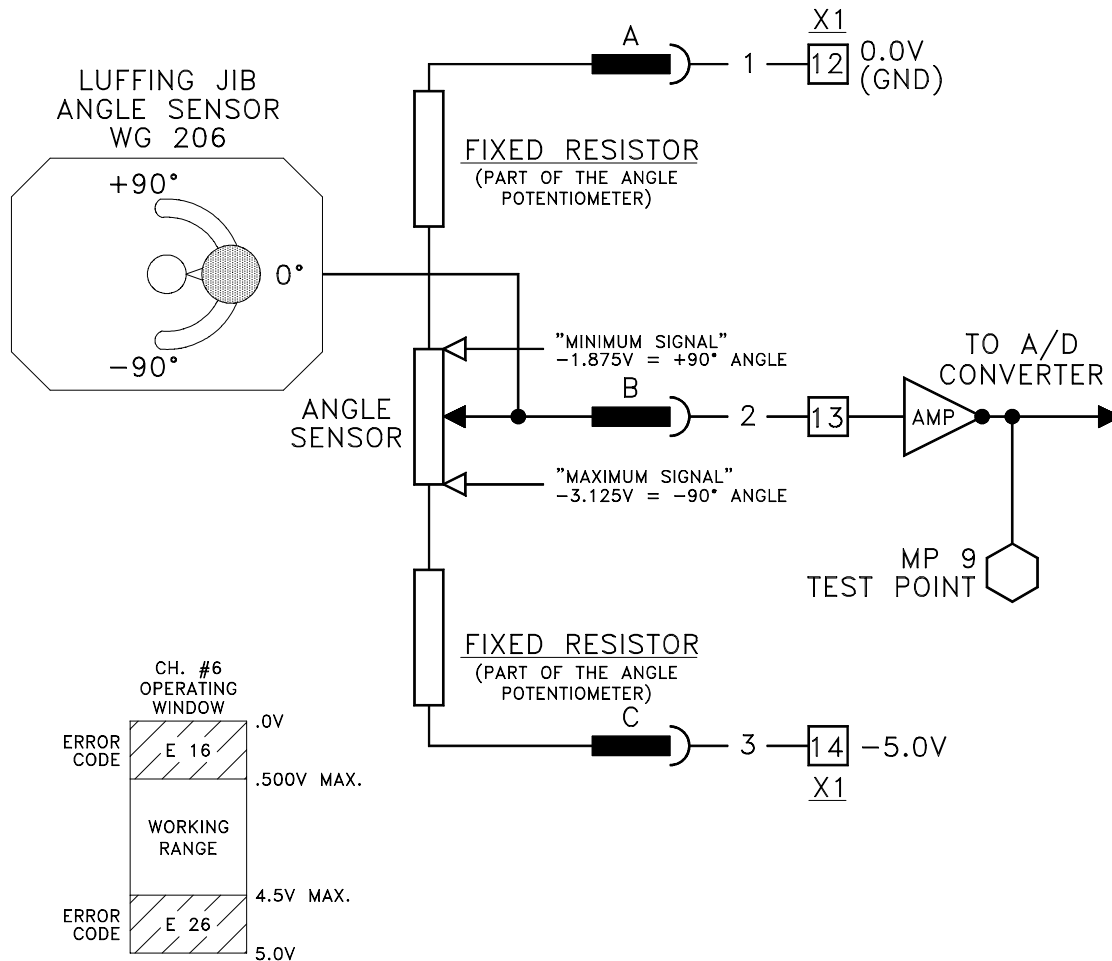 LUFFING JIB
ANGLE SENSOR
WG 206
+90°
0°
-90°
A
1
X1
12
0.0V
(GND)
FIXED RESISTOR
(PART OF THE ANGLE
POTENTIOMETER)
"MINIMUM SIGNAL"
-1.875V = +90° ANGLE
ANGLE
SENSOR
B
2
13
AMP
TO A/D
CONVERTER
"MAXIMUM SIGNAL"
-3.125V = -90° ANGLE
MP 9
TEST POINT
FIXED RESISTOR
(PART OF THE ANGLE
POTENTIOMETER)
C
3
14
-5.0V
X1
CH. #6
OPERATING
WINDOW
.0V
ERROR
CODE
E 16
.500V MAX.
WORKING
RANGE
4.5V MAX.
ERROR
CODE
E 26
5.0V